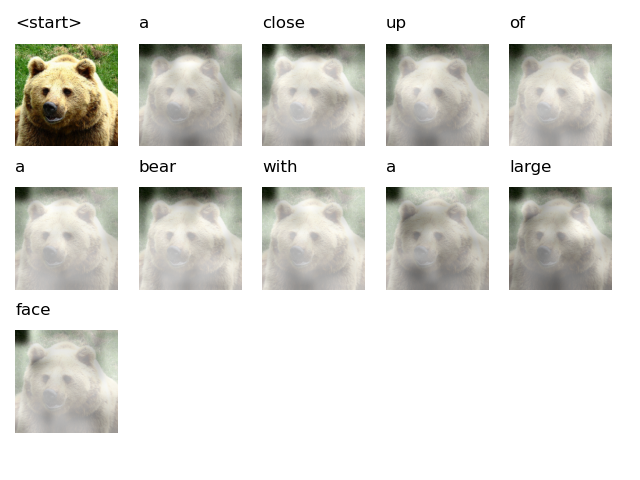 <start> a close up of
a bear with a large
face